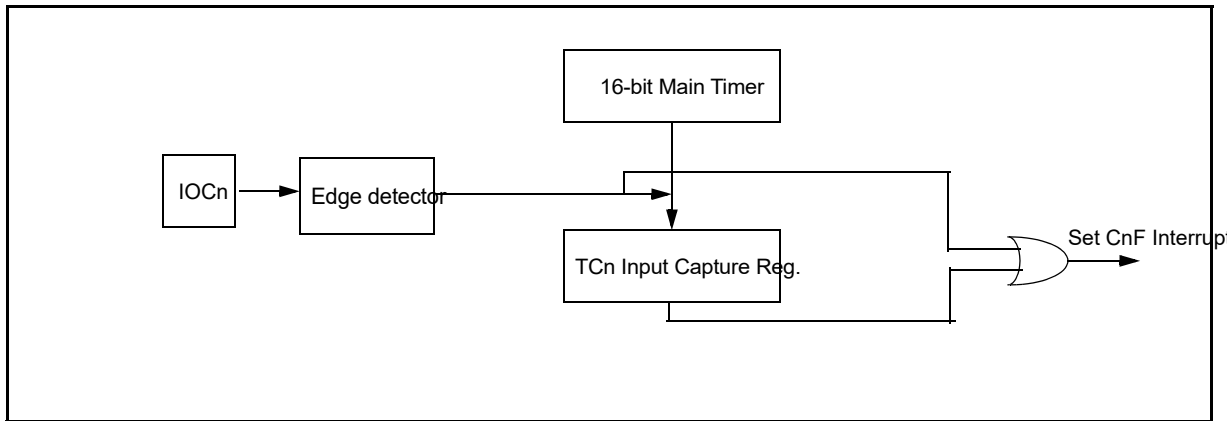 16-bit Main Timer
IOCn
Edge detector
TCn Input Capture Reg.
Set CnF Interrupt